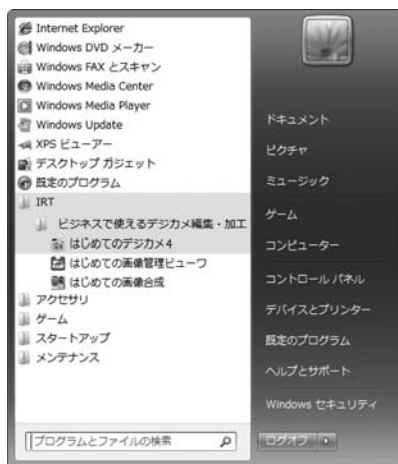 Internet Explorer
Windows DVD メーカー
Windows FAX とスキャン
Windows Media Center
Windows Media Player
Windows Update
XPS ビューアー
デスクトップ ガジェット
既定のプログラム
IRT
ビジネスで使えるデジカメ編集・加工
はじめてのデジカメ4
はじめての画像管理ビューワ
はじめての画像合成
アクセサリ
ゲーム
スタートアップ
メンテナンス
プログラムとファイルの検索
ドキュメント
ピクチャ
ミュージック
ゲーム
コンピューター
コントロール パネル
デバイスとプリンター
既定のプログラム
ヘルプとサポート
Windows セキュリティ
ログオフ